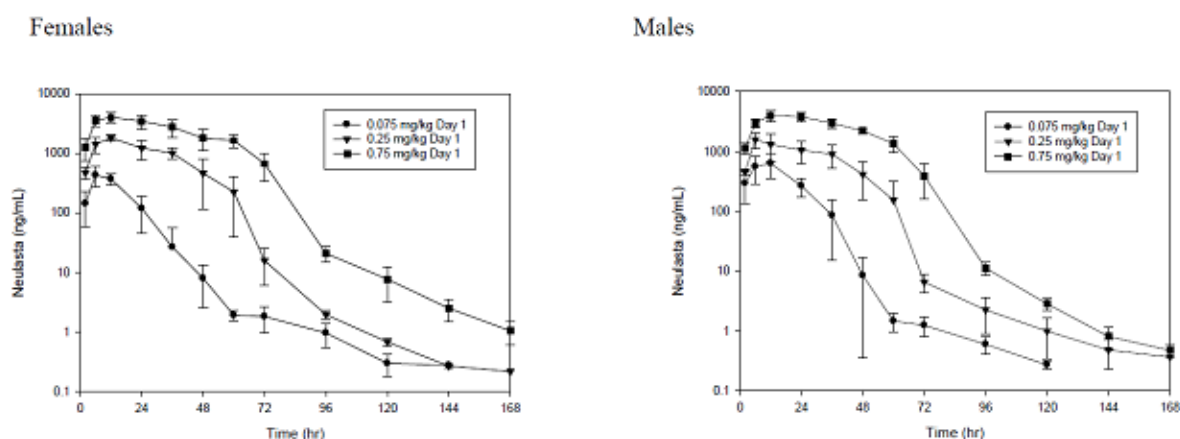 Females
Neulasta (ng/mL)
10000
1000
100
10
1
0.1
0.075 mg/kg Day 1
0.25 mg/kg Day 1
0.75 mg/kg Day 1
0 24 48 72 96 120 144 168
Time (hr)
Males
Neulasta (ng/mL)
10000
1000
100
10
1
0.1
0.075 mg/kg Day 1
0.25 mg/kg Day 1
0.75 mg/kg Day 1
0 24 48 72 96 120 144 168
Time (hr)